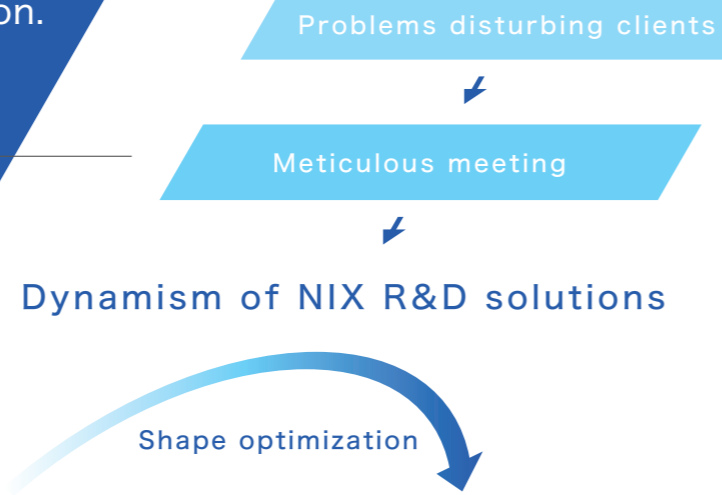 on.
Problems disturbing clients
Meticulous meeting
Dynamism of NIX R&D solutions
Shape optimization